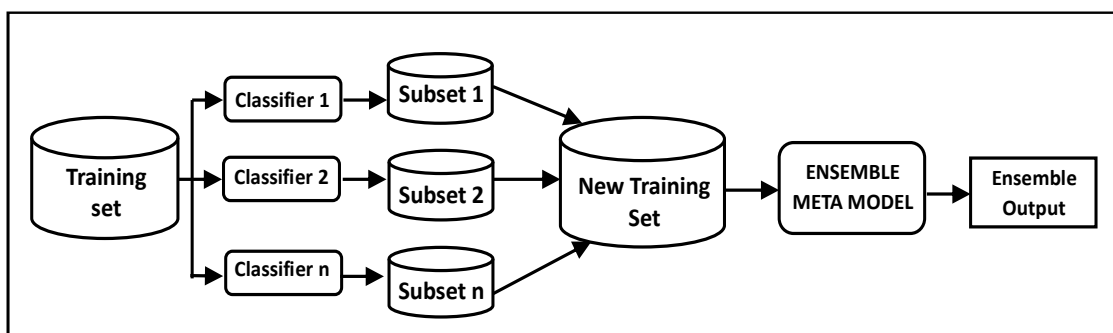 Training
set
Classifier 1
Subset 1
Classifier 2
Subset 2
Classifier n
Subset n
New Training
Set
ENSEMBLE
META MODEL
Ensemble
Output